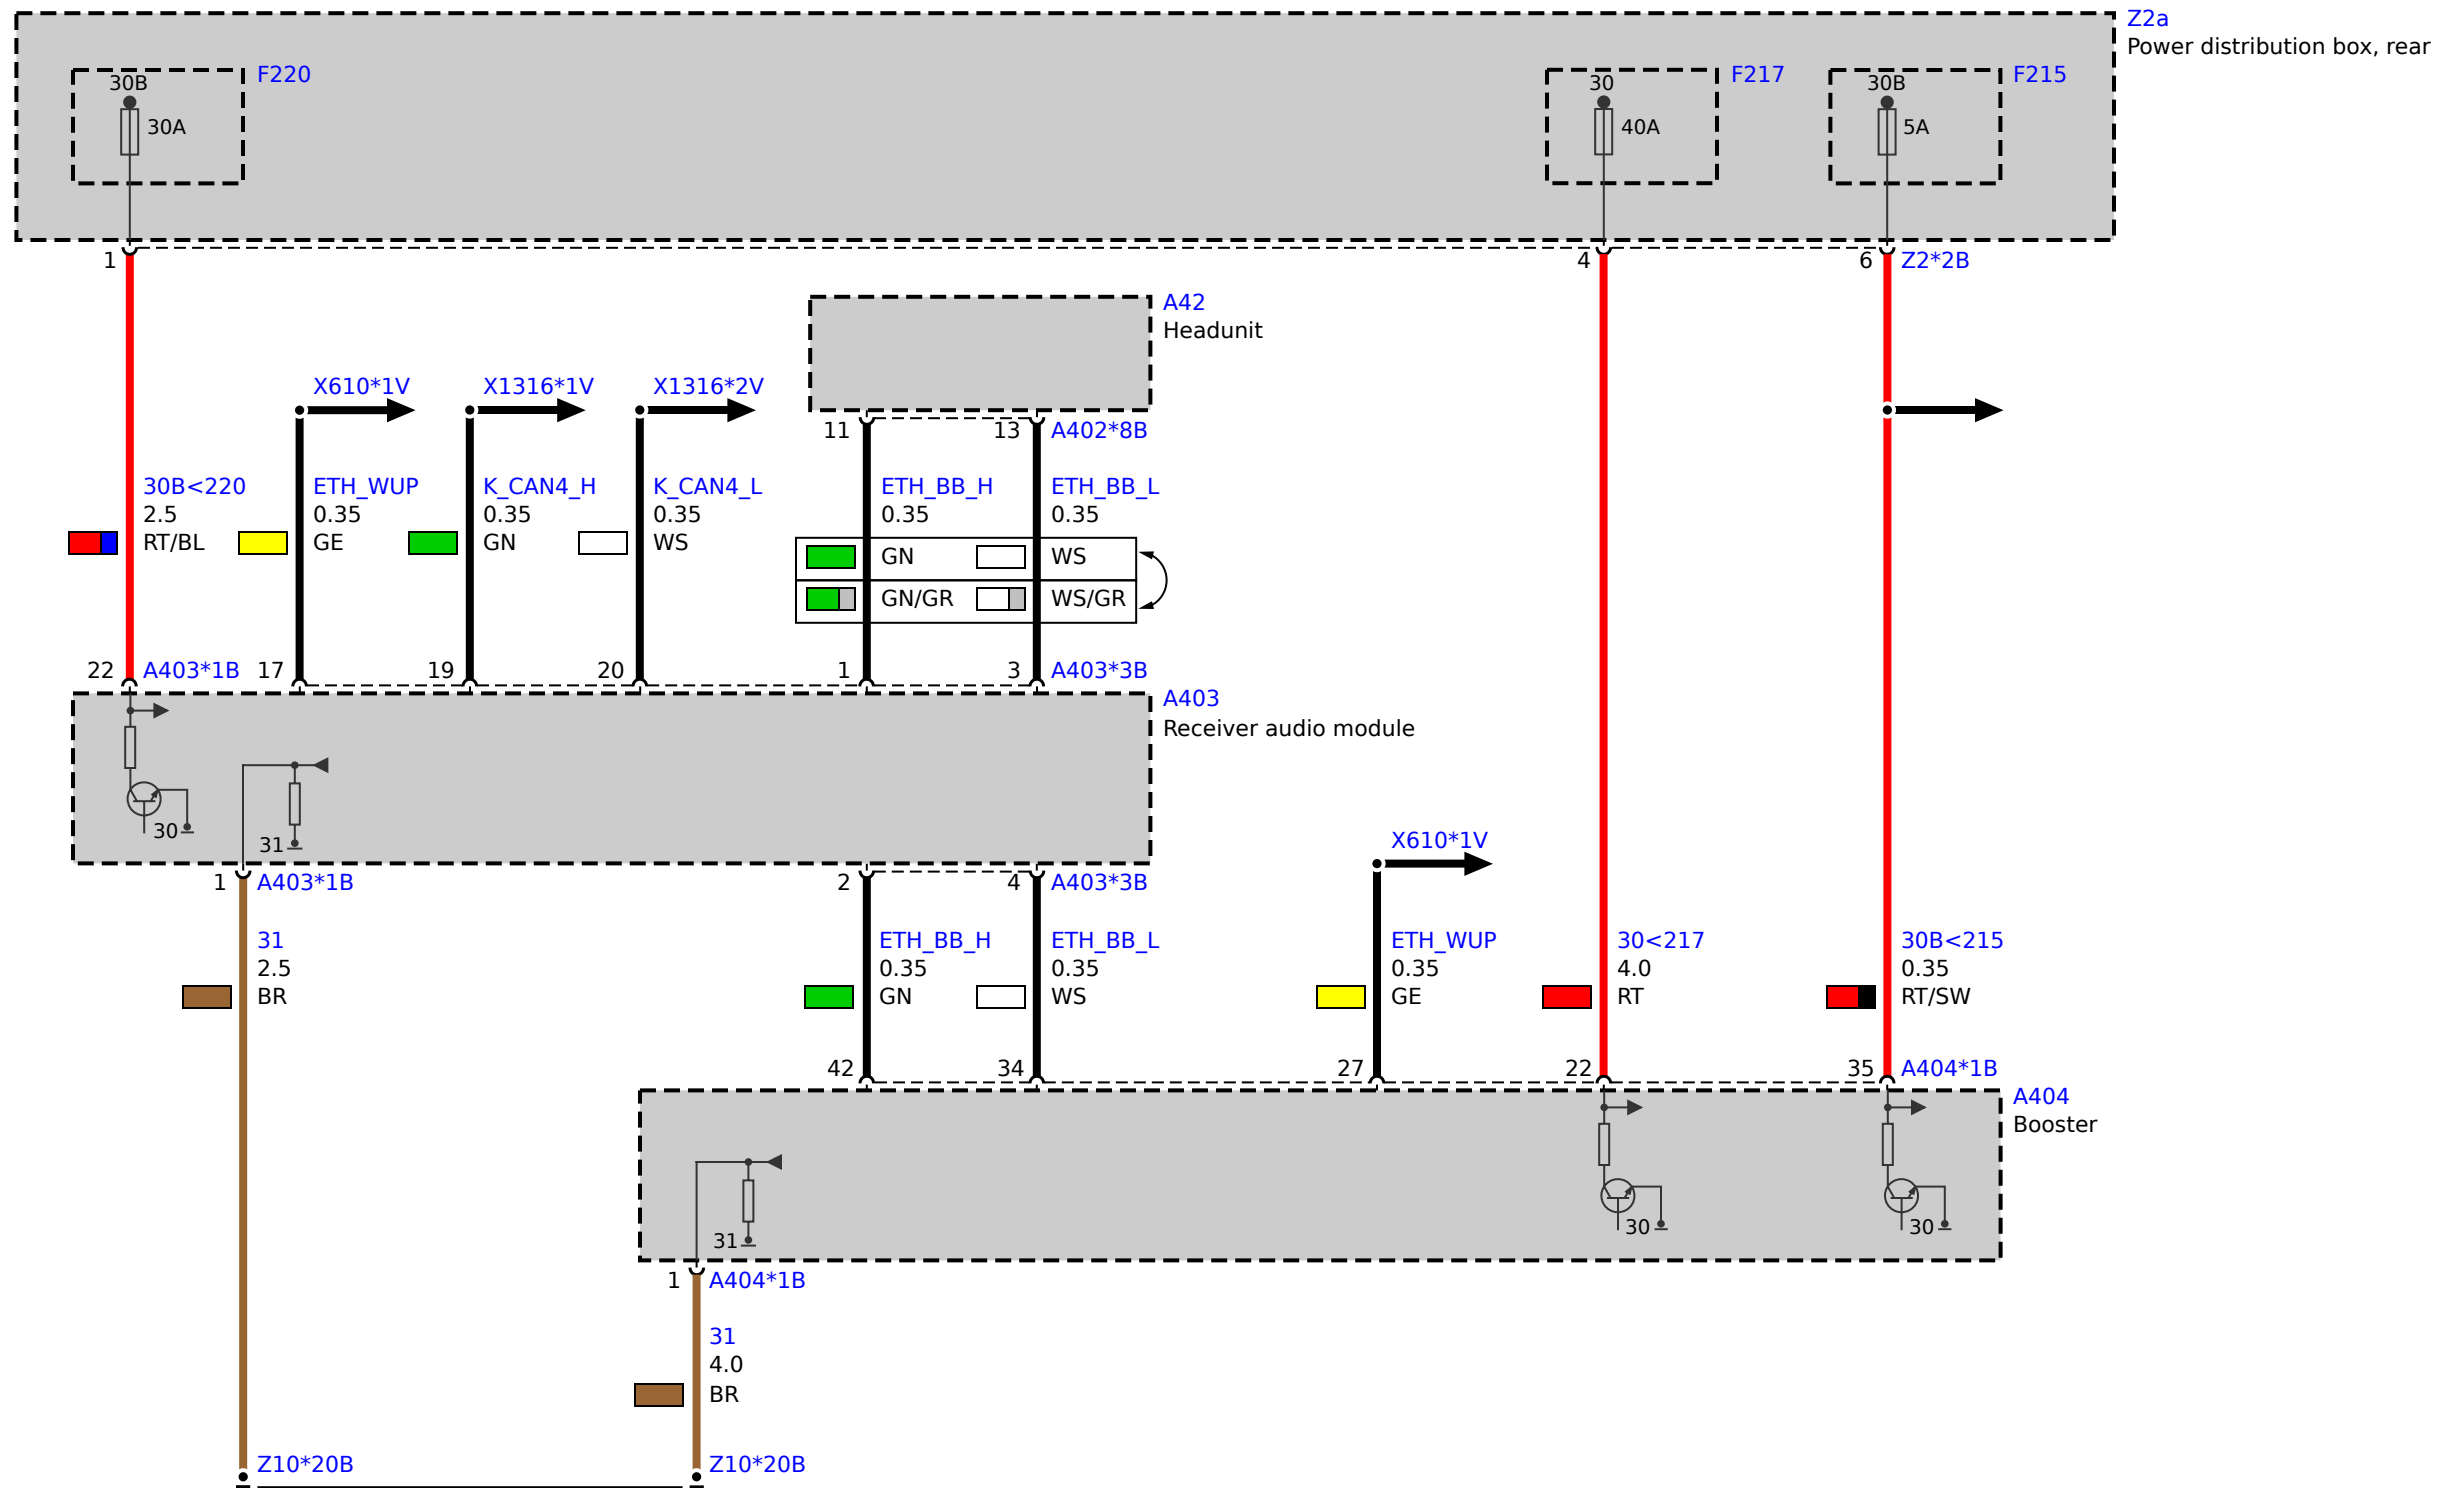 Z2a
Power distribution box, rear
F220
30B
30A
F217
30
40A
F215
30B
5A
1
4
6
Z2*2B
A42
Headunit
11
13
A402*8B
X610*1V
X1316*1V
X1316*2V
30B<220
2.5
RT/BL
ETH_WUP
0.35
GE
K_CAN4_H
0.35
GN
K_CAN4_L
0.35
WS
ETH_BB_H
0.35
GN
GN/GR
ETH_BB_L
0.35
WS
WS/GR
22
A403*1B
17
19
20
1
3
A403*3B
A403
Receiver audio module
30
31
1
A403*1B
2
4
A403*3B
X610*1V
31
2.5
BR
ETH_BB_H
0.35
GN
ETH_BB_L
0.35
WS
ETH_WUP
0.35
GE
30<217
4.0
RT
30B<215
0.35
RT/SW
42
34
27
22
35
A404*1B
A404
Booster
31
30
30
1
A404*1B
31
4.0
BR
Z10*20B
Z10*20B